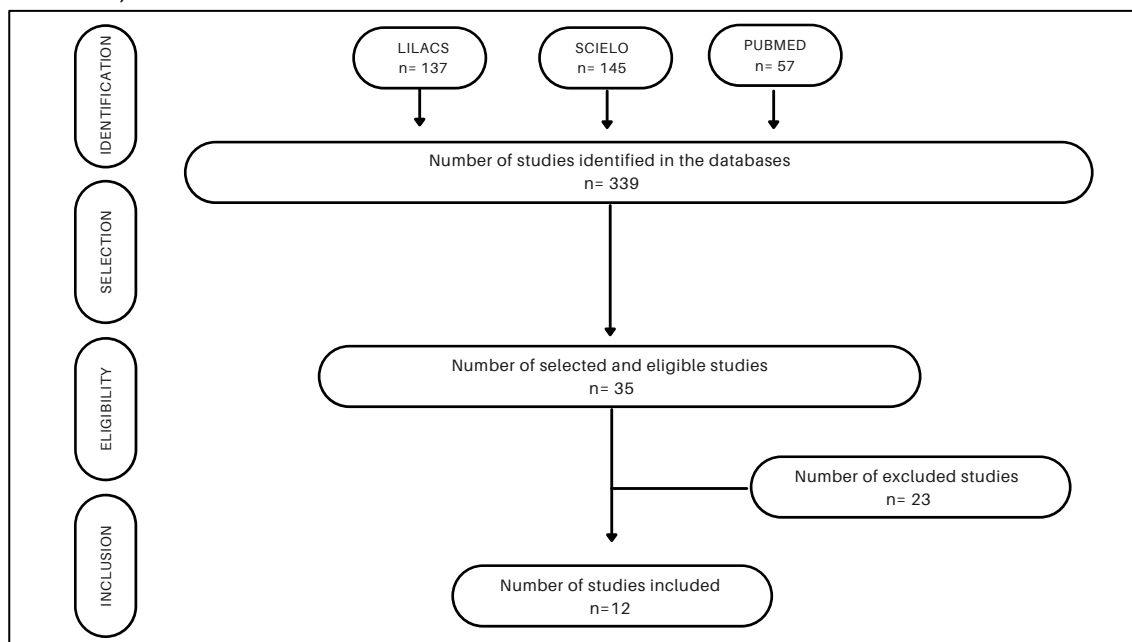 IDENTIFICATION
LILACS
n= 137
SCIELO
n= 145
PUBMED
n= 57
Number of studies identified in the databases
n= 339
SELECTION
ELIGIBILITY
Number of selected and eligible studies
n= 35
Number of excluded studies
n= 23
INCLUSION
Number of studies included
n=12